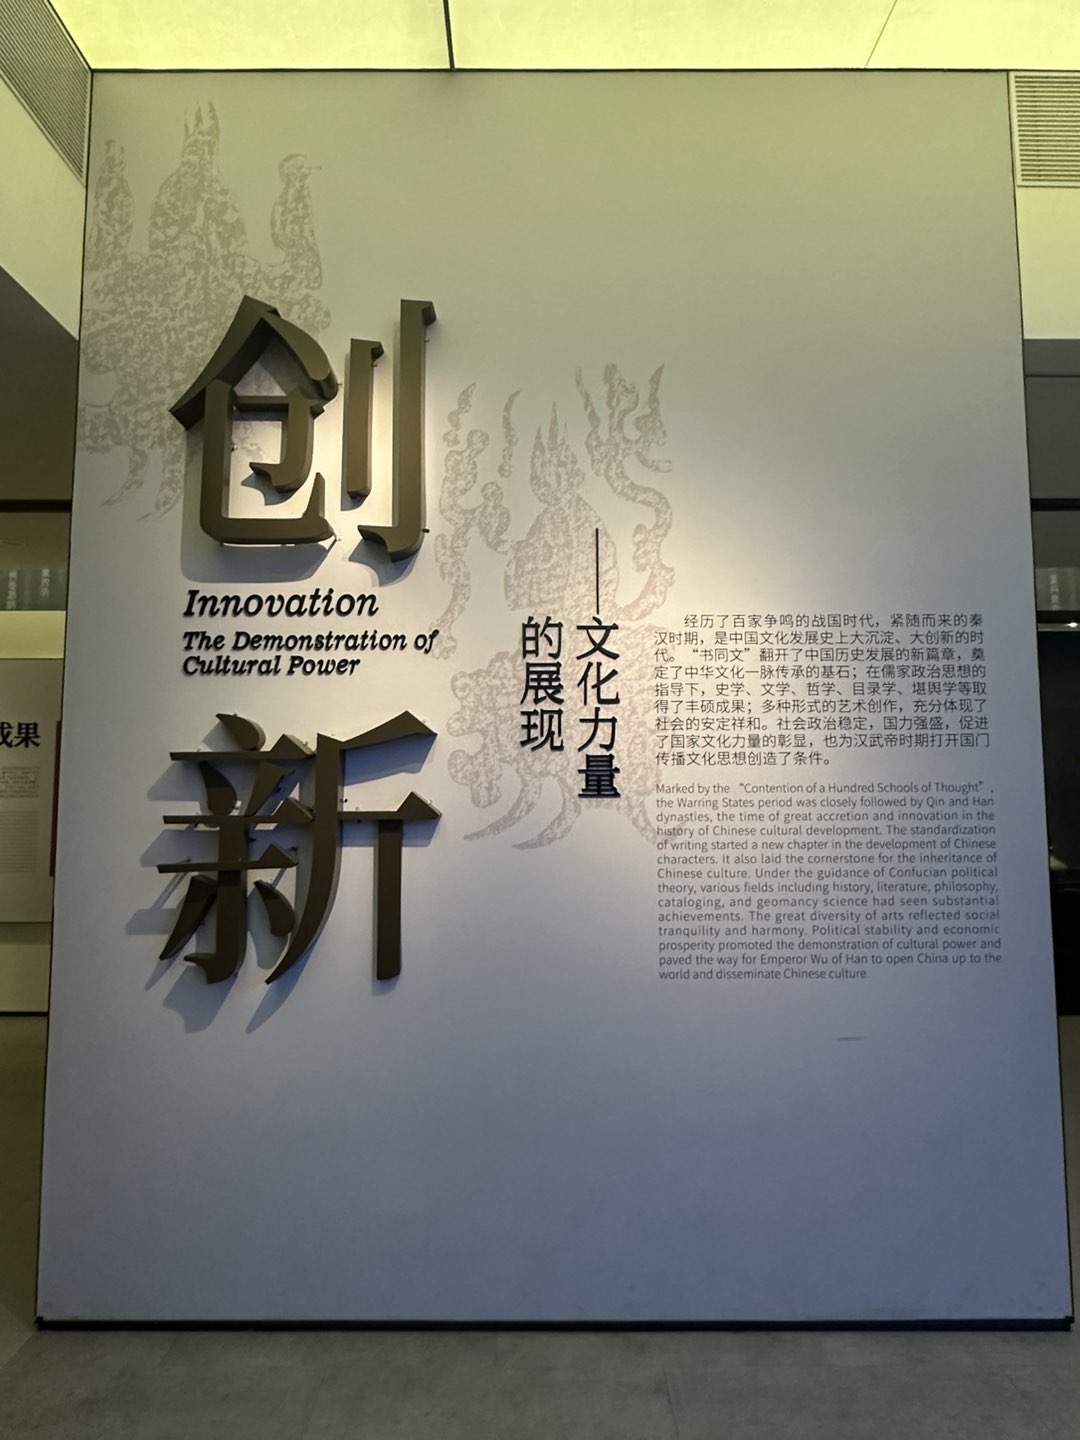 创
新
Innovation
The Demonstration of
Cultural Power
——文化力量
的展现
经历了百家争鸣的战国时代，紧随而来的秦
汉时期，是中国文化发展史上大沉淀、大创新的时
代。“书同文”翻开了中国历史发展的新篇章，奠
定了中华文化一脉传承的基石；在儒家政治思想的
指导下，史学、文学、哲学、目录学、堪舆学等取
得了丰硕成果；多种形式的艺术创作，充分体现了
社会的安定祥和。社会政治稳定，国力强盛，促进
了国家文化力量的彰显，也为汉武帝时期打开国门
传播文化思想创造了条件。
Marked by the “Contention of a Hundred Schools of Thought”,
the Warring States period was closely followed by Qin and Han
dynasties, the time of great accretion and innovation in the
history of Chinese cultural development. The standardization
of writing started a new chapter in the development of Chinese
characters. It also laid the cornerstone for the inheritance of
Chinese culture. Under the guidance of Confucian political
theory, various fields including history, literature, philosophy,
cataloging, and geomancy science had seen substantial
achievements. The great diversity of arts reflected social
tranquility and harmony. Political stability and economic
prosperity promoted the demonstration of cultural power and
paved the way for Emperor Wu of Han to open China up to the
world and disseminate Chinese culture.
成果